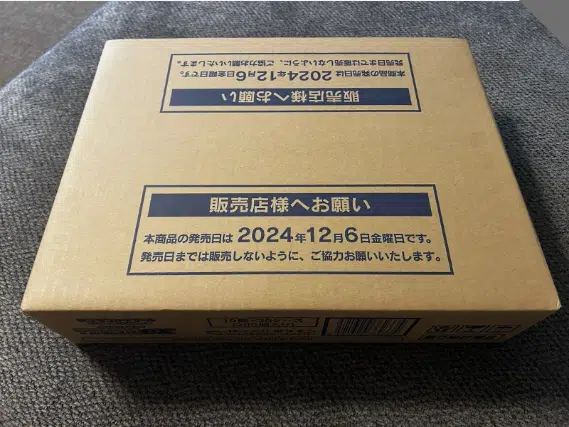 販売店様へお願い
本商品の発売日は2024年12月6日金曜日です。
発売日までは販売しないように、ご協力お願いいたします。
販売店様へお願い
本商品の発売日は 2024年12月6日金曜日です。
発売日までは販売しないように、ご協力お願いいたします。